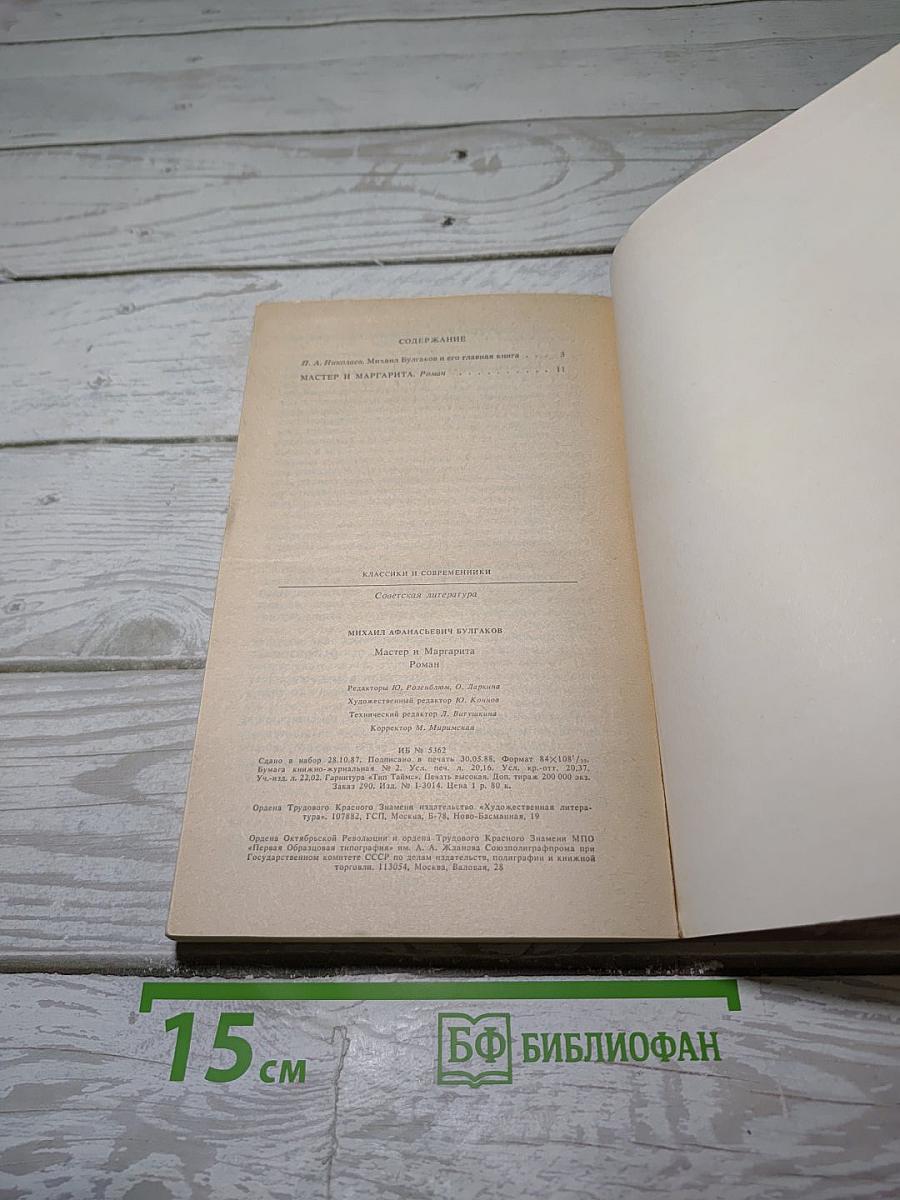 СОДЕРЖАНИЕ
П. А. Николаев. Михаил Булгаков и его главная книга . . . . 3
МАСТЕР И МАРГАРИТА. Роман . . . . . . . . . . 11
КЛАССИКИ И СОВРЕМЕННИКИ
Советская литература
МИХАИЛ АФАНАСЬЕВИЧ БУЛГАКОВ
Мастер и Маргарита
Роман
Редакторы Ю. Розенблюм, О. Ларкина
Художественный редактор Ю. Коннов
Технический редактор Л. Витушкина
Корректор М. Миримская
ИБ № 5362
Сдано в набор 28.10.87. Подписано в печать 30.05.88. Формат 84×108¹/₃₂.
Бумага книжно-журнальная № 2. Усл. печ. л. 20,16. Усл. кр.-отт. 20,37.
Уч.-изд. л. 22,02. Гарнитура «Тип Таймс». Печать высокая. Доп. тираж 200 000 экз.
Заказ 290. Изд. № I-3014. Цена 1 р. 80 к.
Ордена Трудового Красного Знамени издательство «Художественная литера-
тура». 107882, ГСП, Москва, Б-78, Ново-Басманная, 19
Ордена Октябрьской Революции и ордена Трудового Красного Знамени МПО
«Первая Образцовая типография» им. А. А. Жданова Союзполиграфпрома при
Государственном комитете СССР по делам издательств, полиграфии и книжной
торговли. 113054, Москва, Валовая, 28
15 см
БФ БИБЛИОФАН